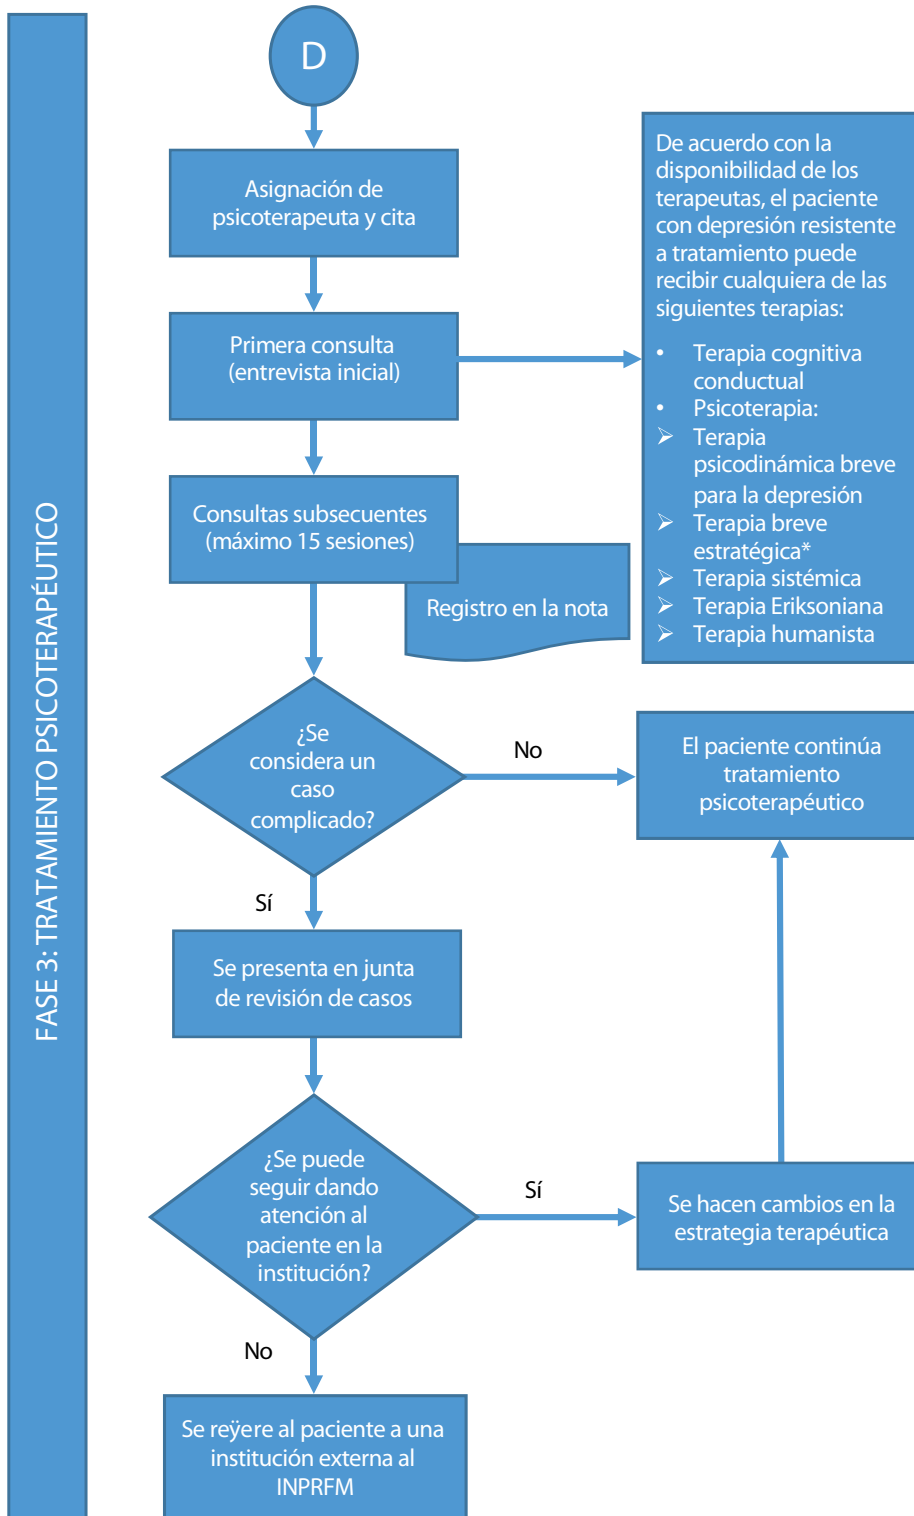 FASE 3: TRATAMIENTO PSICOTERAPÉUTICO
D
Asignación de
psicoterapeuta y cita
Primera consulta
(entrevista inicial)
De acuerdo con la
disponibilidad de los
terapeutas, el paciente
con depresión resistente
a tratamiento puede
recibir cualquiera de las
siguientes terapias:
• Terapia cognitiva
conductual
• Psicoterapia:
➢ Terapia
psicodinámica breve
para la depresión
➢ Terapia breve
estratégica*
➢ Terapia sistémica
➢ Terapia Eriksoniana
➢ Terapia humanista
Consultas subsecuentes
(máximo 15 sesiones)
Registro en la nota
¿Se
considera un
caso
complicado?
No
El paciente continúa
tratamiento
psicoterapéutico
Sí
Se presenta en junta
de revisión de casos
¿Se puede
seguir dando
atención al
paciente en la
institución?
Sí
Se hacen cambios en la
estrategia terapéutica
No
Se reÿere al paciente a una
institución externa al
INPRFM